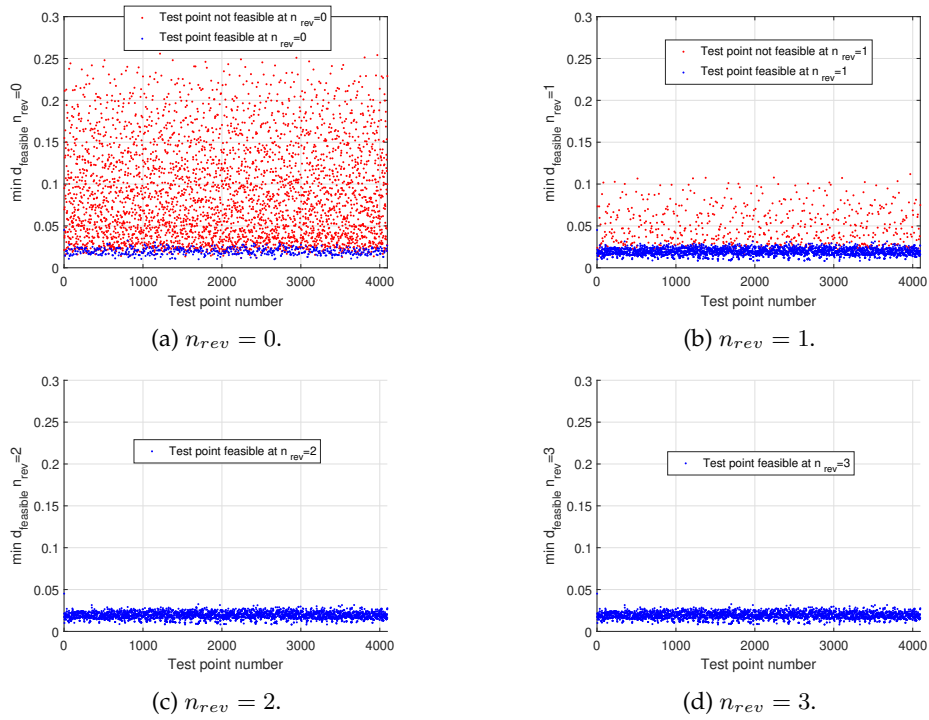 Test point not feasible at n rev=0
Test point feasible at n rev=0
0.3
0.25
0.2
0.15
0.1
0.05
0
min d feasible n rev=0
0 1000 2000 3000 4000
Test point number
(a) n rev = 0.
Test point not feasible at n rev=1
Test point feasible at n rev=1
0.3
0.25
0.2
0.15
0.1
0.05
0
min d feasible n rev=1
0 1000 2000 3000 4000
Test point number
(b) n rev = 1.
Test point feasible at n rev=2
0.3
0.25
0.2
0.15
0.1
0.05
0
min d feasible n rev=2
0 1000 2000 3000 4000
Test point number
(c) n rev = 2.
Test point feasible at n rev=3
0.3
0.25
0.2
0.15
0.1
0.05
0
min d feasible n rev=3
0 1000 2000 3000 4000
Test point number
(d) n rev = 3.